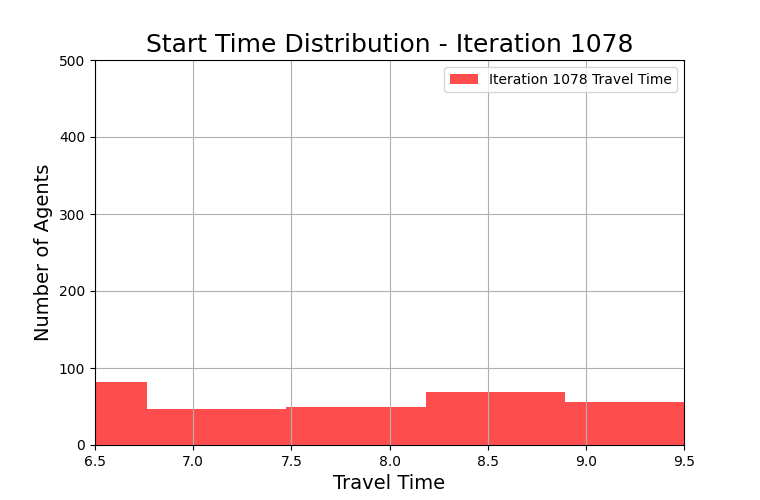 Start Time Distribution - Iteration 1078
500
400
300
200
100
0
Number of Agents
Iteration 1078 Travel Time
6.5 7.0 7.5 8.0 8.5 9.0 9.5
Travel Time